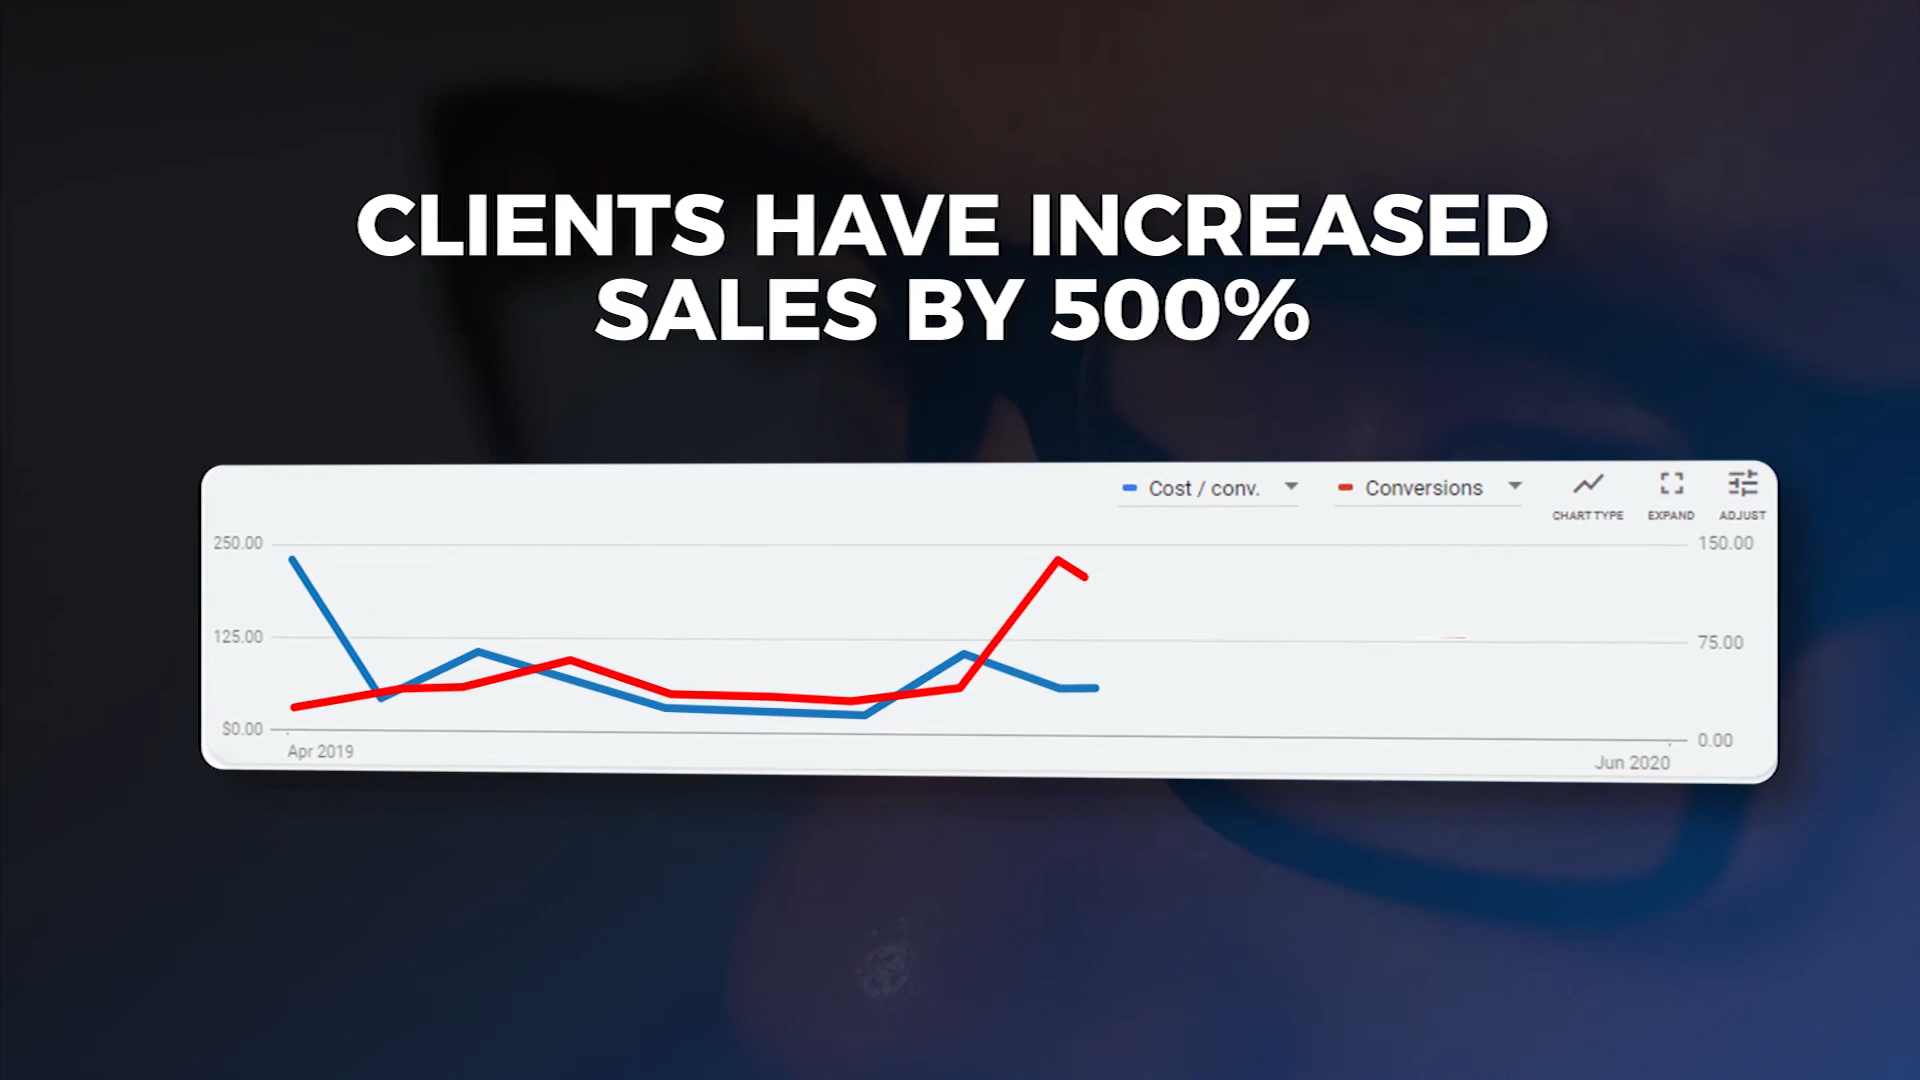 CLIENTS HAVE INCREASED
SALES BY 500%
Cost / conv.
Conversions
CHART TYPE
EXPAND
ADJUST
250.00
150.00
125.00
75.00
$0.00
0.00
Apr 2019
Jun 2020